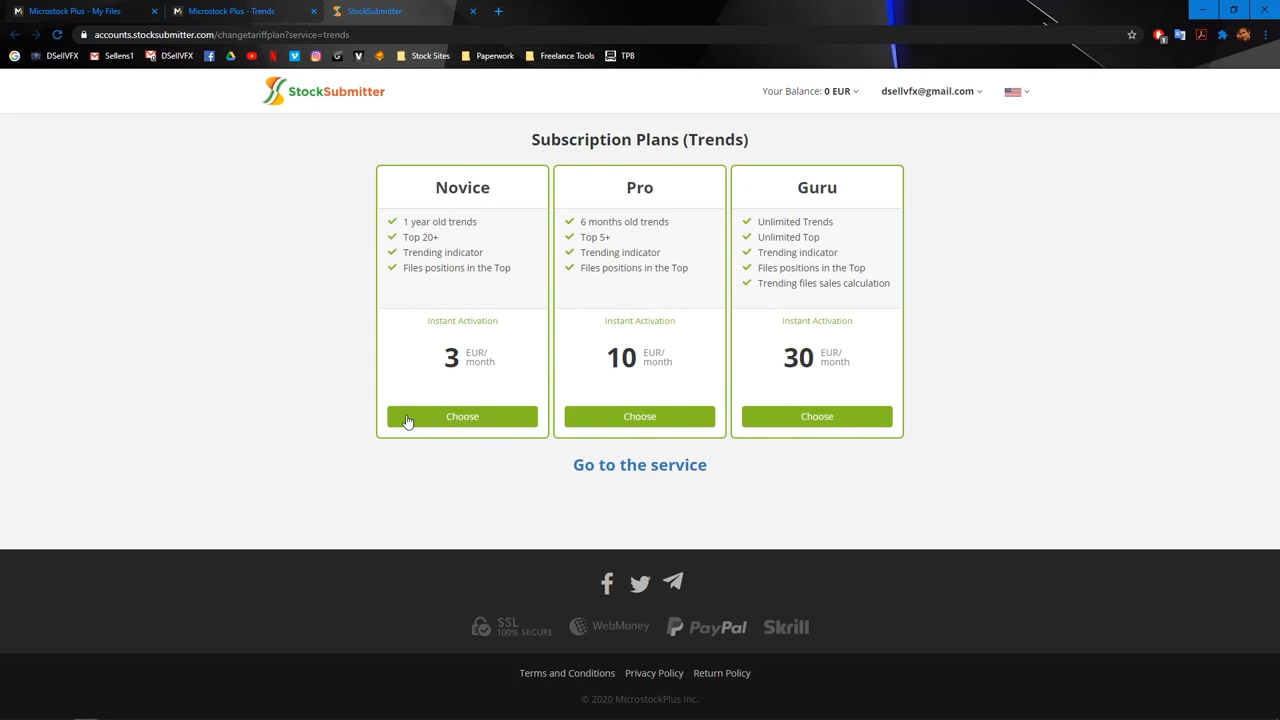 Microstock Plus - My Files
Microstock Plus - Trends
StockSubmitter
accounts.stocksubmitter.com/changetariffplan?service=trends
DSellVFX
Sellens1
DSellVFX
Stock Sites
Paperwork
Freelance Tools
TPB
StockSubmitter
Your Balance: 0 EUR
dsellvfx@gmail.com
Subscription Plans (Trends)
Novice
1 year old trends
Top 20+
Trending indicator
Files positions in the Top
Instant Activation
3 EUR/
month
Choose
Pro
6 months old trends
Top 5+
Trending indicator
Files positions in the Top
Instant Activation
10 EUR/
month
Choose
Guru
Unlimited Trends
Unlimited Top
Trending indicator
Files positions in the Top
Trending files sales calculation
Instant Activation
30 EUR/
month
Choose
Go to the service
SSL
100% SECURE
WebMoney
PayPal
Skrill
Terms and Conditions
Privacy Policy
Return Policy
© 2020 MicrostockPlus Inc.